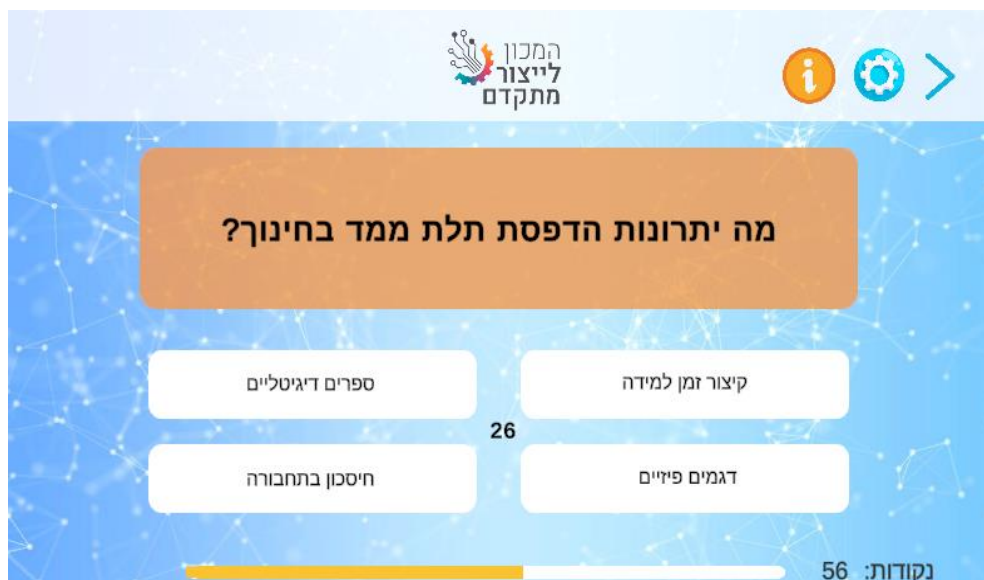 המכון
לייצור
מתקדם
מה יתרונות הדפסת תלת ממד בחינוך?
קיצור זמן למידה
ספרים דיגיטליים
26
דגמים פיזיים
חיסכון בתחבורה
נקודות: 56